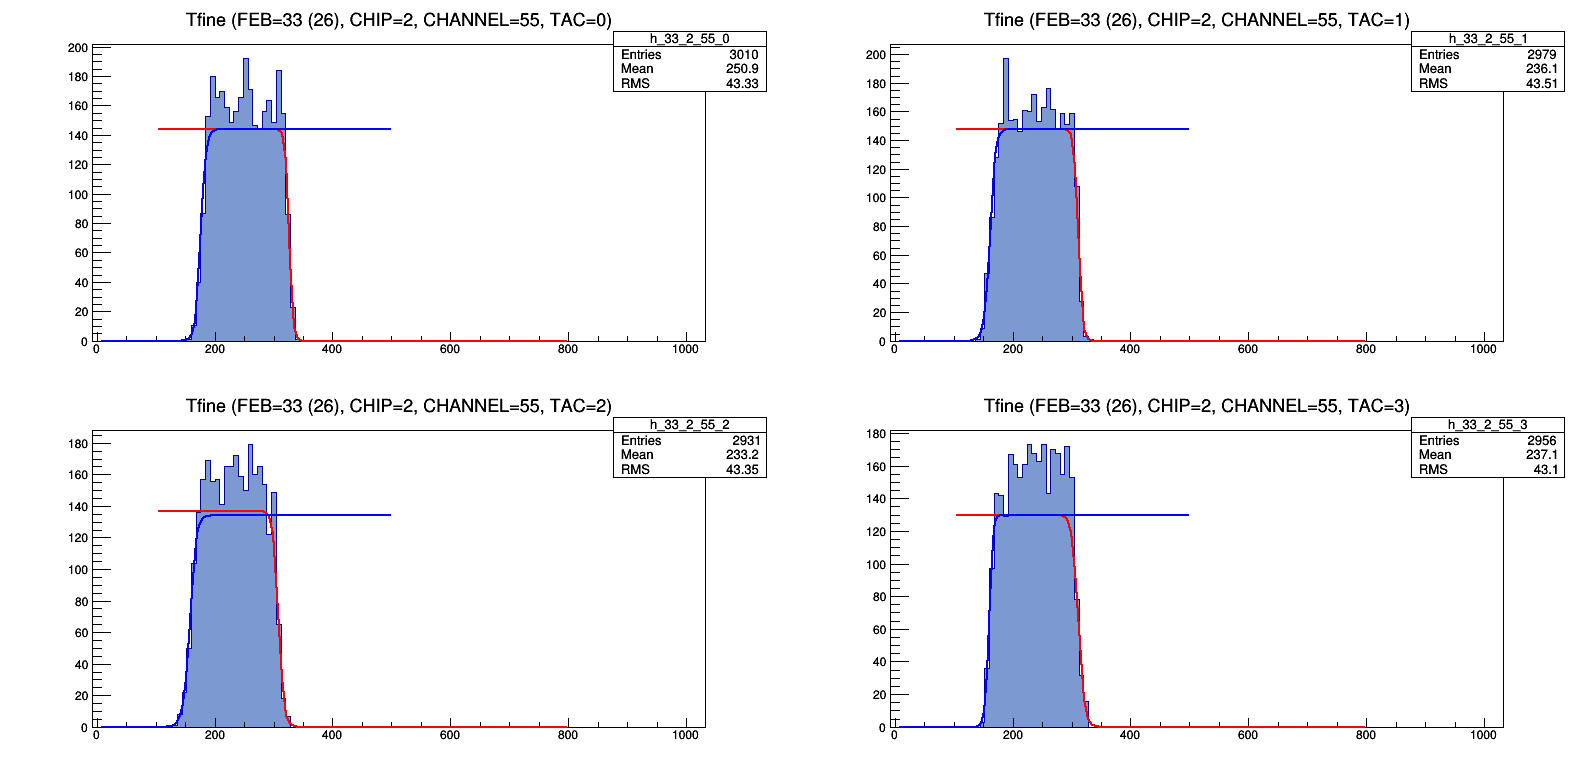 Tfine (FEB=33 (26), CHIP=2, CHANNEL=55, TAC=0)
h_33_2_55_0
Entries 3010
Mean 250.9
RMS 43.33
200
180
160
140
120
100
80
60
40
20
0
0 200 400 600 800 1000
Tfine (FEB=33 (26), CHIP=2, CHANNEL=55, TAC=1)
h_33_2_55_1
Entries 2979
Mean 236.1
RMS 43.51
200
180
160
140
120
100
80
60
40
20
0
0 200 400 600 800 1000
Tfine (FEB=33 (26), CHIP=2, CHANNEL=55, TAC=2)
h_33_2_55_2
Entries 2931
Mean 233.2
RMS 43.35
180
160
140
120
100
80
60
40
20
0
0 200 400 600 800 1000
Tfine (FEB=33 (26), CHIP=2, CHANNEL=55, TAC=3)
h_33_2_55_3
Entries 2956
Mean 237.1
RMS 43.1
180
160
140
120
100
80
60
40
20
0
0 200 400 600 800 1000